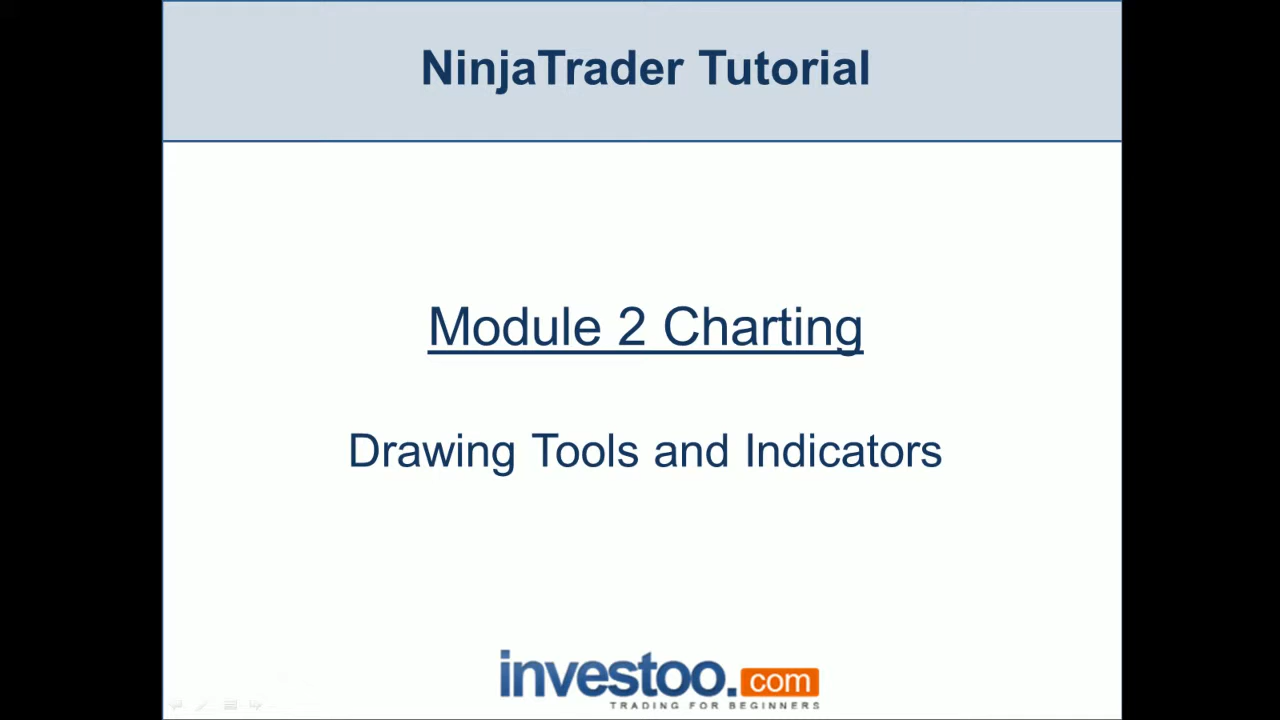 NinjaTrader Tutorial
Module 2 Charting
Drawing Tools and Indicators
investoo.com
TRADING FOR BEGINNERS